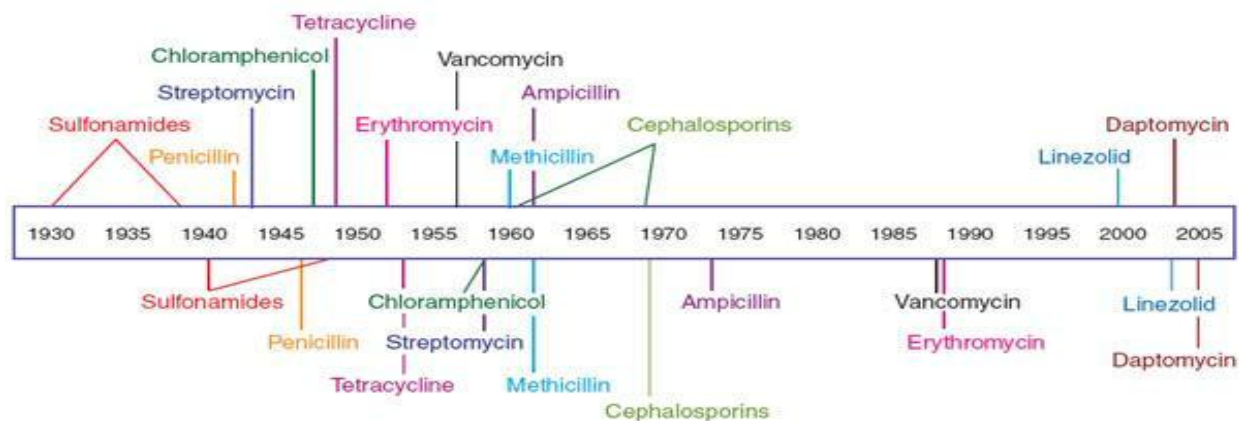 Tetracycline
Chloramphenicol
Vancomycin
Streptomycin
Ampicillin
Sulfonamides
Erythromycin
Cephalosporins
Daptomycin
Penicillin
Methicillin
Linezolid
1930 1935 1940 1945 1950 1955 1960 1965 1970 1975 1980 1985 1990 1995 2000 2005
Sulfonamides
Chloramphenicol
Ampicillin
Vancomycin
Linezolid
Penicillin
Streptomycin
Erythromycin
Daptomycin
Tetracycline
Methicillin
Cephalosporins